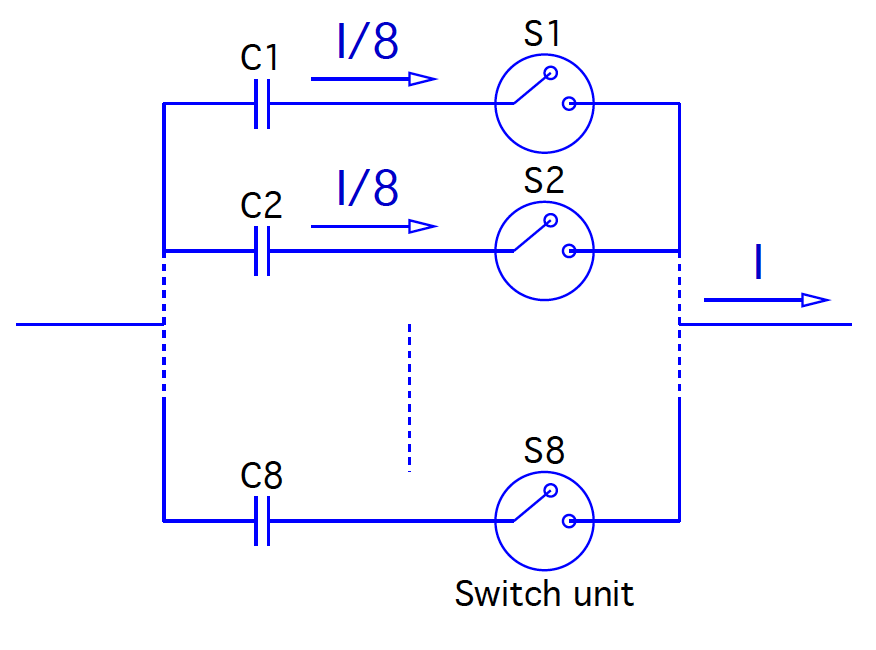 C1
I/8
S1
C2
I/8
S2
I
C8
S8
Switch unit